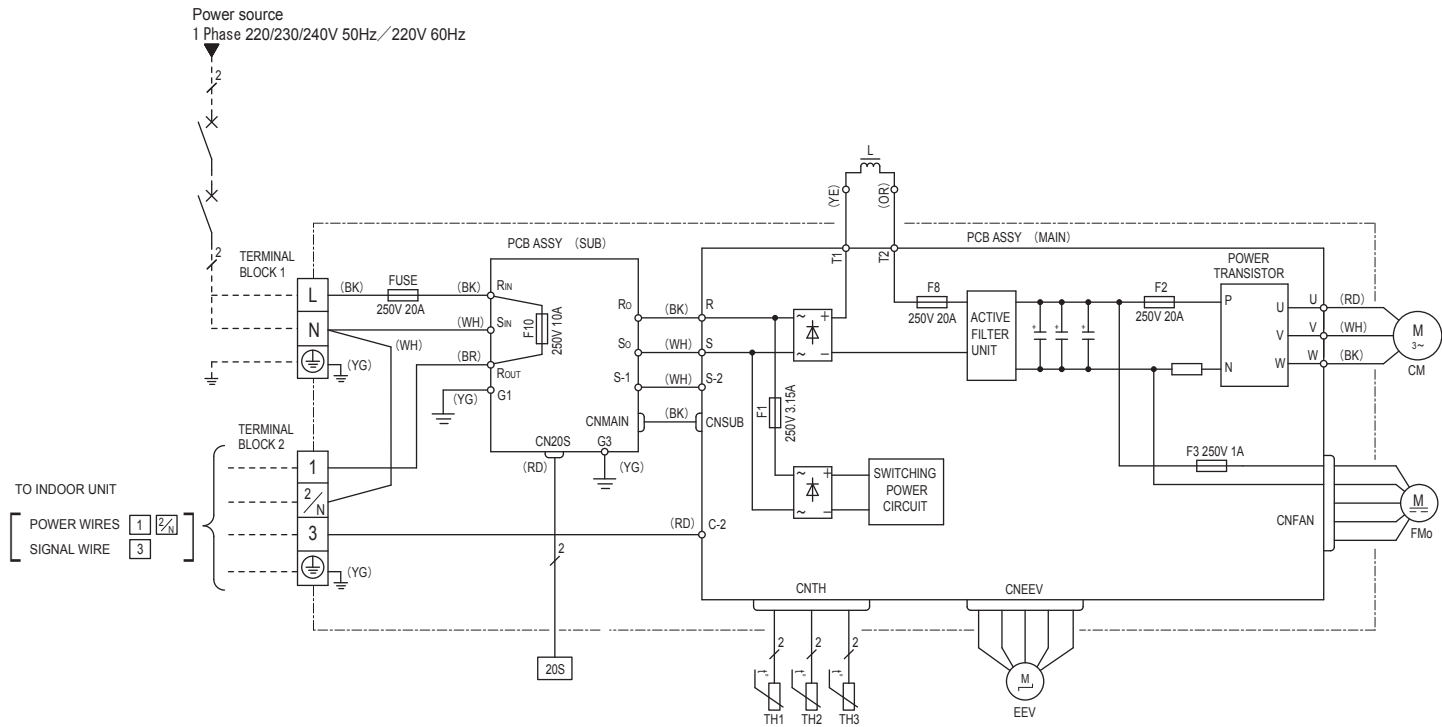 Power source
1 Phase 220/230/240V 50Hz／220V 60Hz
2
2
L
(YE)
(OR)
T1
T2
PCB ASSY (SUB)
PCB ASSY (MAIN)
TERMINAL
BLOCK 1
L
N
(BK)
FUSE
250V 20A
(BK)
RIN
(WH)
SIN
(WH)
F10
250V 10A
(BR)
ROUT
(YG)
(YG)
G1
RO
(BK)
R
SO
(WH)
S
S-1
(WH)
S-2
CNMAIN
(BK)
CNSUB
CN20S
G3
(RD)
(YG)
~
+
~
−
F8
250V 20A
ACTIVE
FILTER
UNIT
+
+
+
F2
250V 20A
POWER
TRANSISTOR
P
N
U
V
W
U
V
W
(RD)
(WH)
(BK)
M
3~
CM
F1
250V 3.15A
~
+
~
−
SWITCHING
POWER
CIRCUIT
F3 250V 1A
CNFAN
M
FMo
TERMINAL
BLOCK 2
1
2/N
3
(YG)
TO INDOOR UNIT
POWER WIRES 1 2/N
SIGNAL WIRE 3
(RD)
C-2
2
20S
CNTH
2
2
2
t°
t°
t°
TH1
TH2
TH3
CNEEV
M
EEV